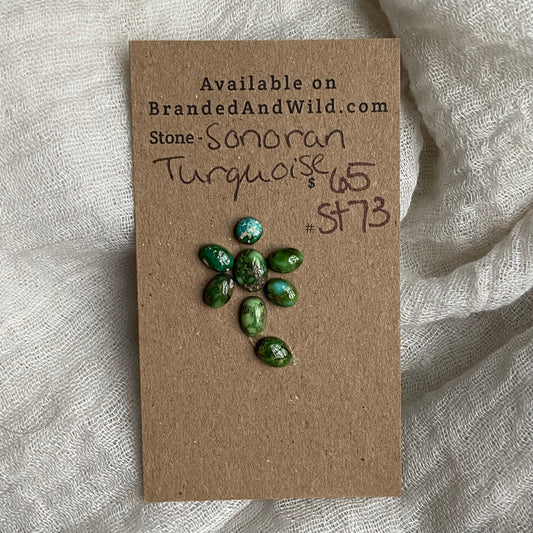 Available on
BrandedAndWild.com
Stone - Sonoran
Turquoise
$ 65
# St73